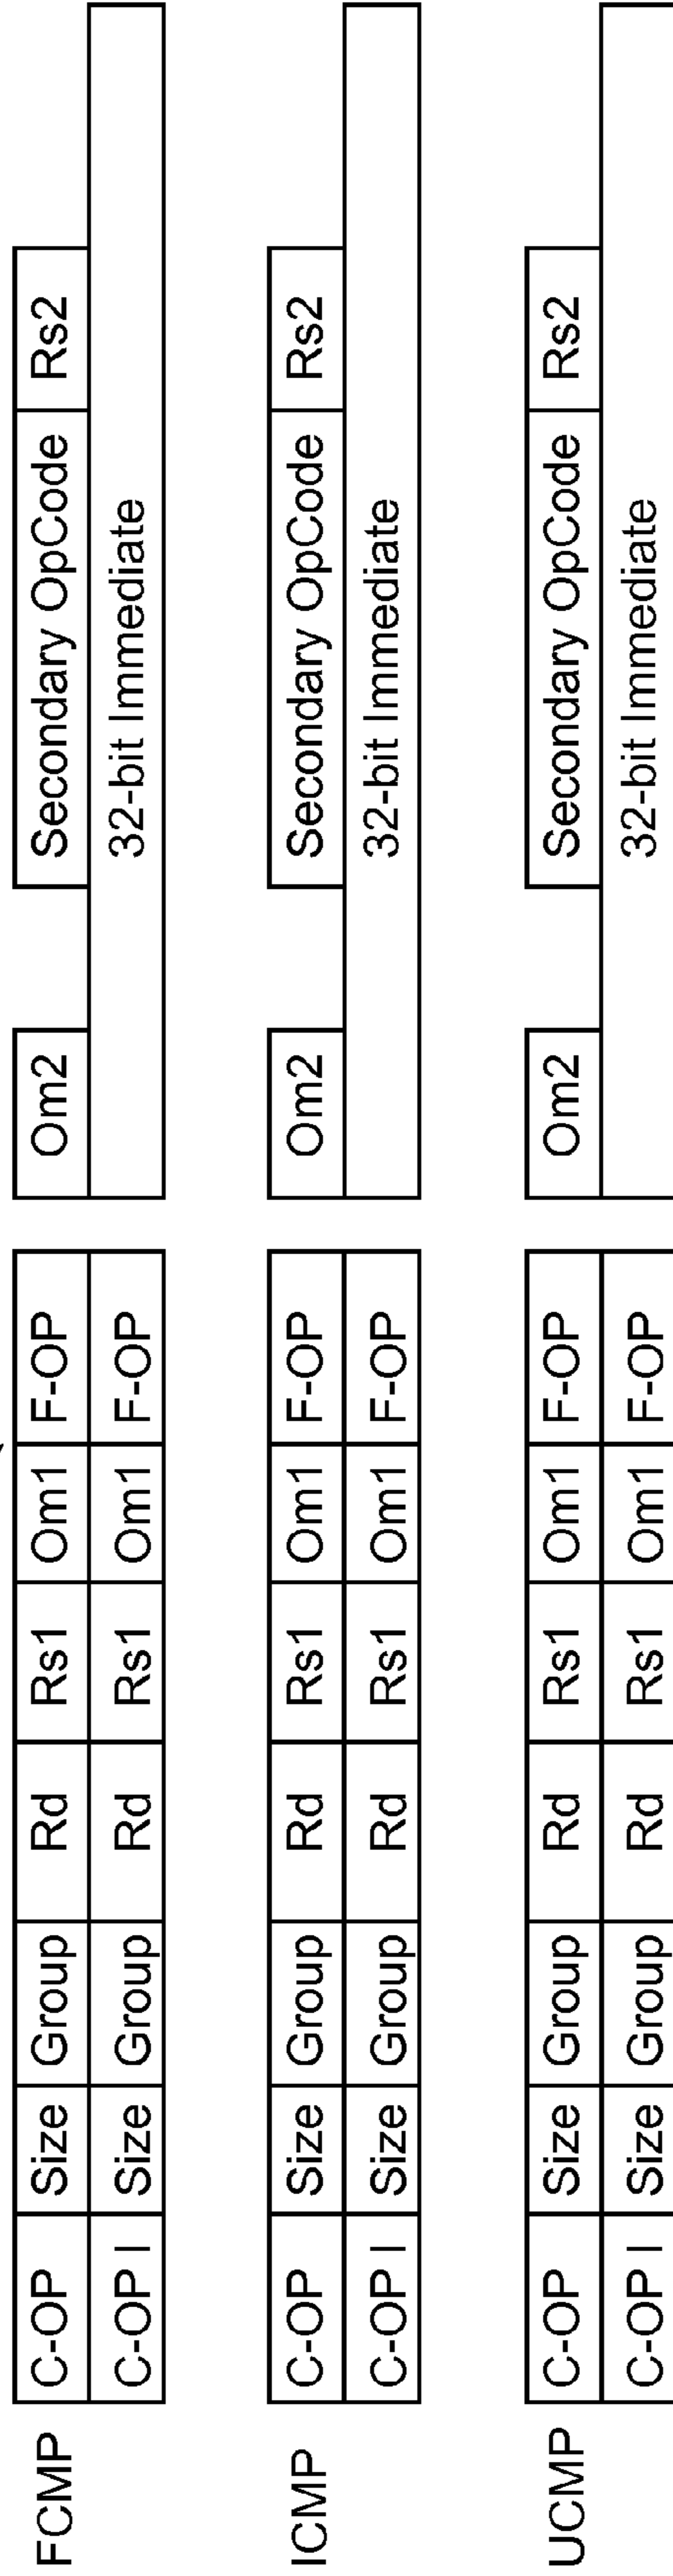 FCMP C-OP Size Group Rd Rs1 Om1 F-OP Om2 Secondary OpCode Rs2
C-OP I Size Group Rd Rs1 Om1 F-OP 32-bit Immediate
ICMP C-OP Size Group Rd Rs1 Om1 F-OP Om2 Secondary OpCode Rs2
C-OP I Size Group Rd Rs1 Om1 F-OP 32-bit Immediate
UCMP C-OP Size Group Rd Rs1 Om1 F-OP Om2 Secondary OpCode Rs2
C-OP I Size Group Rd Rs1 Om1 F-OP 32-bit Immediate